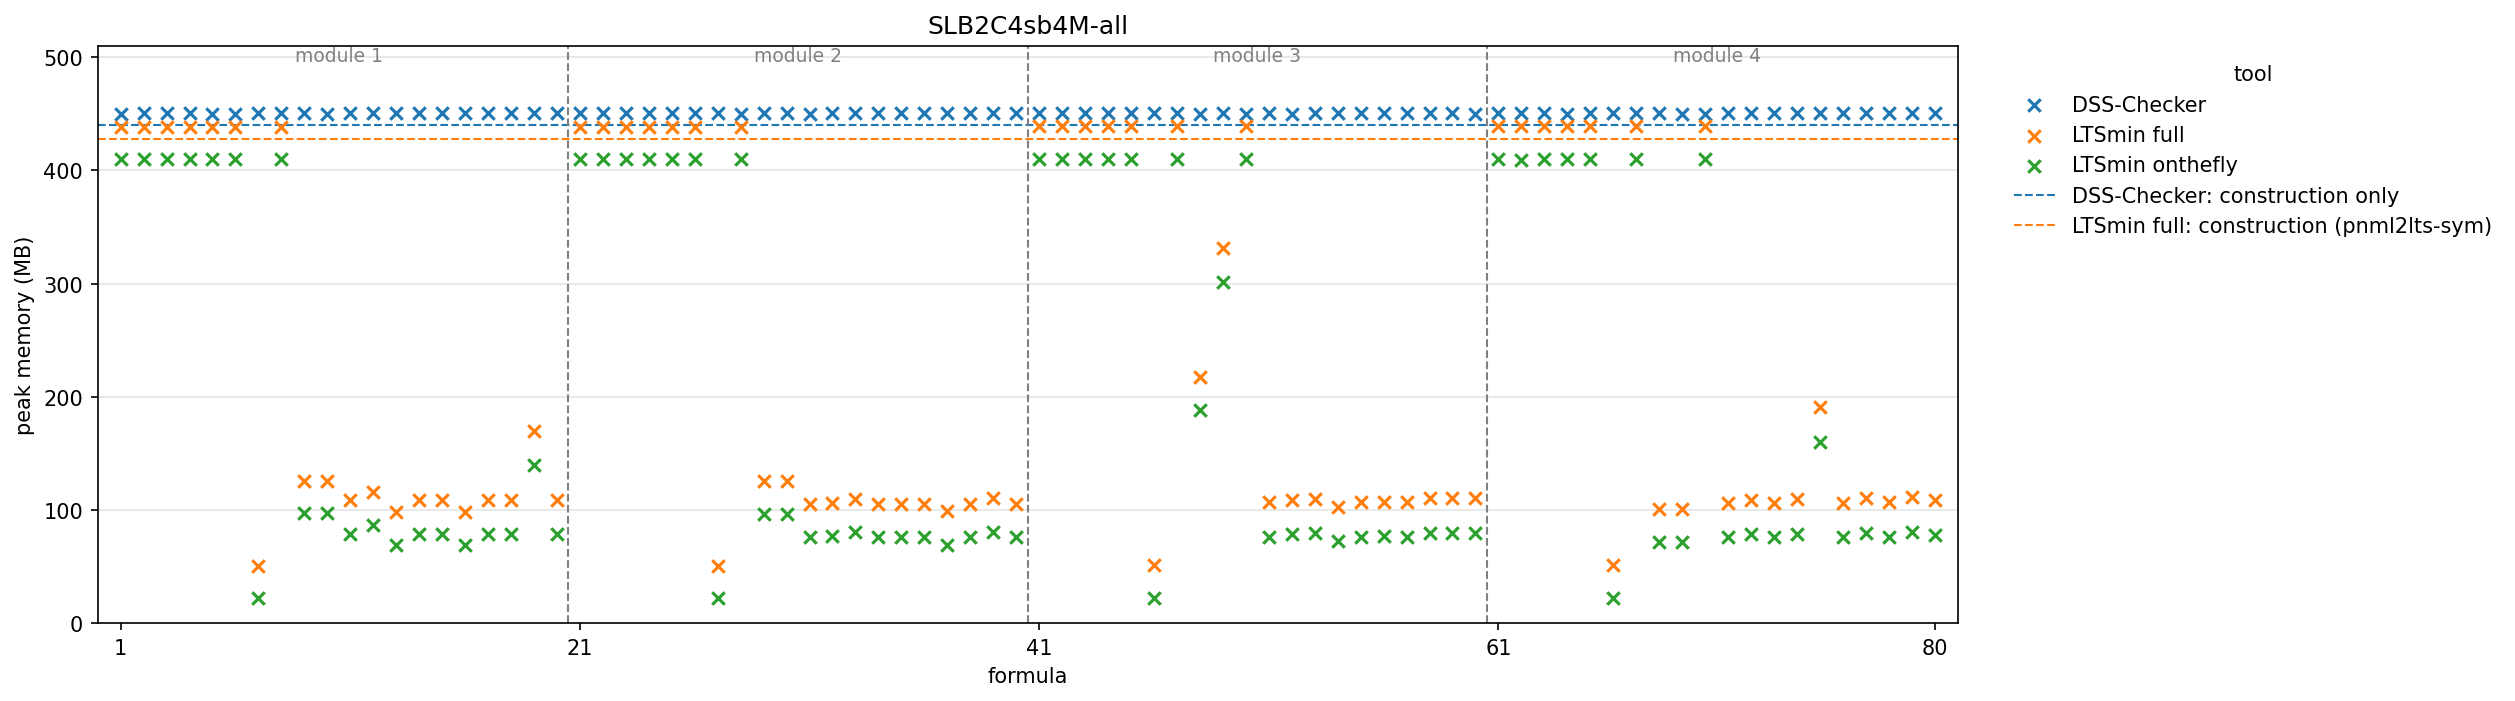 SLB2C4sb4M-all
module 1
module 2
module 3
module 4
500
400
300
200
100
0
peak memory (MB)
1
21
41
61
80
formula
tool
DSS-Checker
LTSmin full
LTSmin onthefly
DSS-Checker: construction only
LTSmin full: construction (pnml2lts-sym)